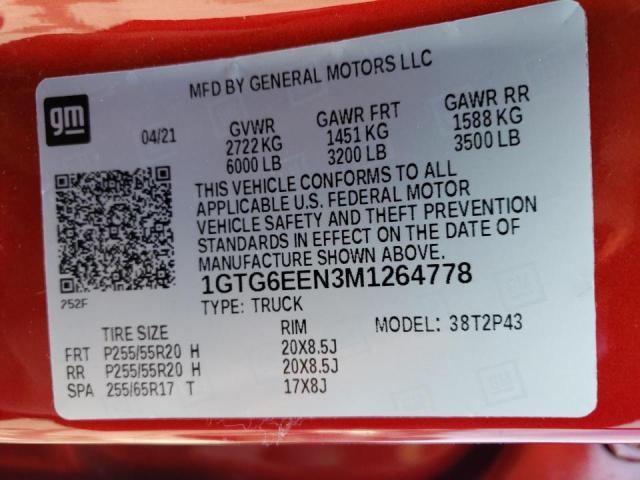 MFD BY GENERAL MOTORS LLC
gm
04/21
GVWR GAWR FRT GAWR RR
2722 KG 1451 KG 1588 KG
6000 LB 3200 LB 3500 LB
THIS VEHICLE CONFORMS TO ALL
APPLICABLE U.S. FEDERAL MOTOR
VEHICLE SAFETY AND THEFT PREVENTION
STANDARDS IN EFFECT ON THE DATE OF
MANUFACTURE SHOWN ABOVE.
1GTG6EEN3M1264778
252F
TYPE: TRUCK
TIRE SIZE RIM MODEL: 38T2P43
FRT P255/55R20 H 20X8.5J
RR P255/55R20 H 20X8.5J
SPA 255/65R17 T 17X8J